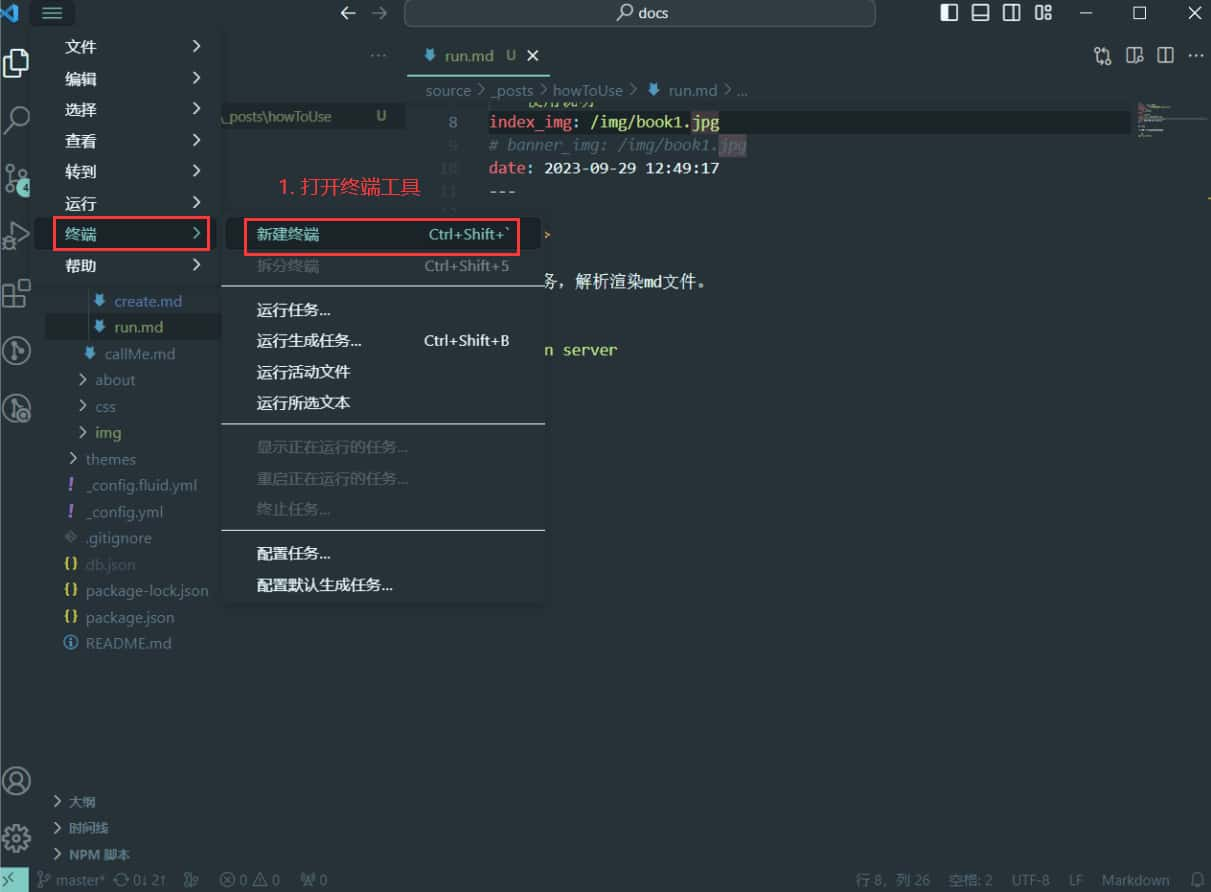 docs
文件
编辑
选择
查看
转到
运行
终端
帮助
run.md U
source > _posts > howToUse > run.md > ...
\_posts\howToUse U
8 index_img: /img/book1.jpg
9 # banner_img: /img/book1.jpg
10 date: 2023-09-29 12:49:17
11 ---
1. 打开终端工具
新建终端 Ctrl+Shift+`
拆分终端 Ctrl+Shift+5
运行任务...
运行生成任务... Ctrl+Shift+B
运行活动文件
运行所选文本
显示正在运行的任务...
重启正在运行的任务...
终止任务...
配置任务...
配置默认生成任务...
>
务，解析渲染md文件。
n server
4
create.md
run.md
callMe.md
about
css
img
themes
_config.fluid.yml
_config.yml
.gitignore
db.json
package-lock.json
package.json
README.md
大纲
时间线
NPM 脚本
master* 0↓ 2↑ 0 0 0
行 8，列 26 空格: 2 UTF-8 LF Markdown